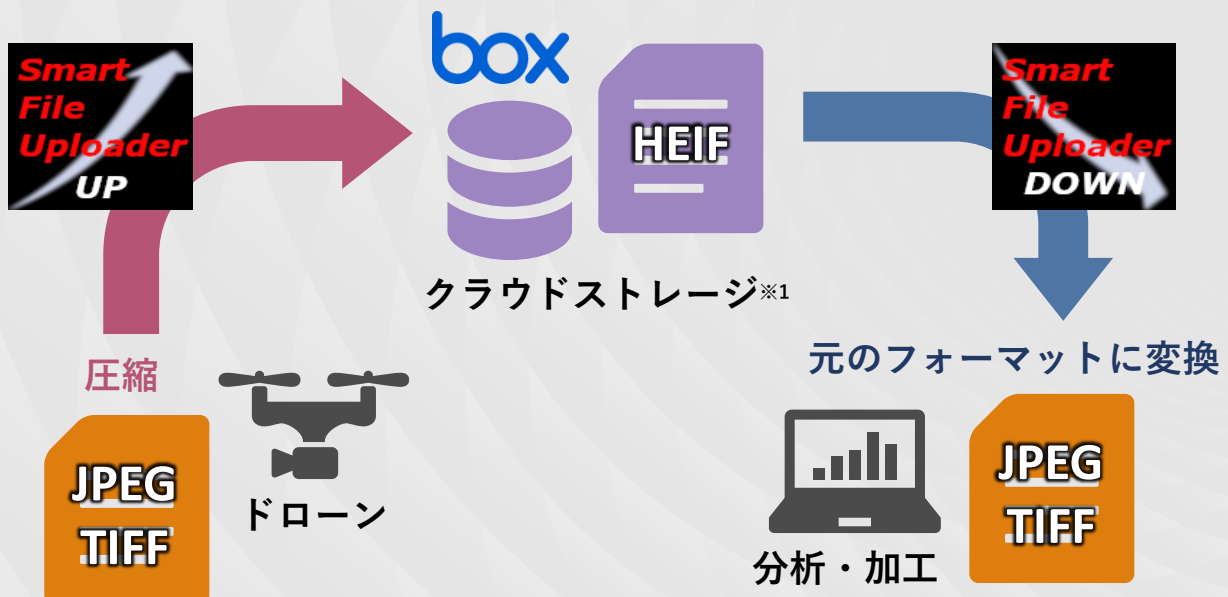 Smart
File
Uploader
UP
box
HEIF
クラウドストレージ※1
Smart
File
Uploader
DOWN
圧縮
JPEG
TIFF
ドローン
元のフォーマットに変換
分析・加工
JPEG
TIFF